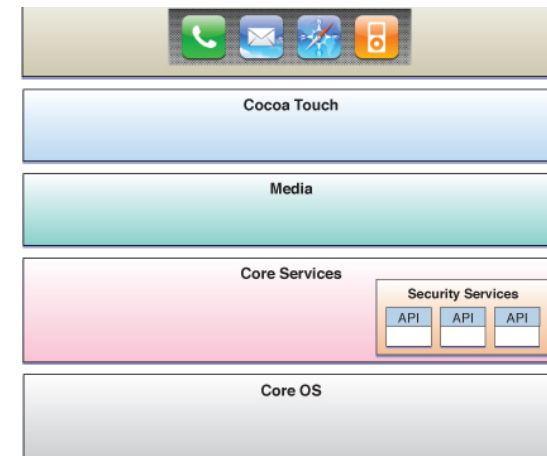 Cocoa Touch
Media
Core Services
Security Services
API API API
Core OS